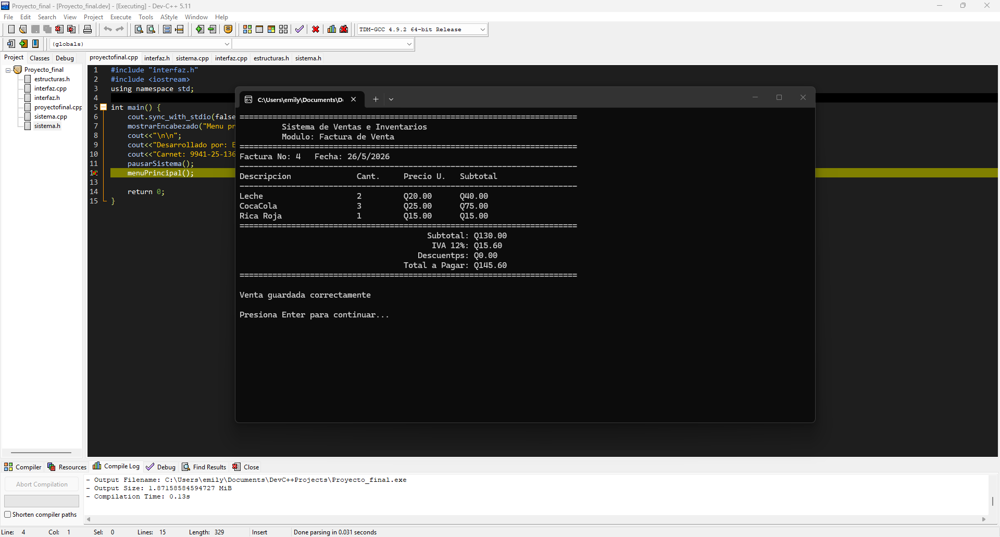 Proyecto_final - [Proyecto_final.dev] - [Executing] - Dev-C++ 5.11
File Edit Search View Project Execute Tools AStyle Window Help
TDM-GCC 4.9.2 64-bit Release
(globals)
Project Classes Debug
proyectofinal.cpp interfaz.h sistema.cpp interfaz.cpp estructuras.h sistema.h
Proyecto_final
estructuras.h
interfaz.cpp
interfaz.h
proyectofinal.cpp
sistema.cpp
sistema.h
1 #include "interfaz.h"
2 #include <iostream>
3 using namespace std;
4
5 int main() {
6 cout.sync_with_stdio(false
7 mostrarEncabezado("Menu pr
8 cout<<"\n\n";
9 cout<<"Desarrollado por: E
10 cout<<"Carnet: 9941-25-136
11 pausarSistema();
12 menuPrincipal();
13
14 return 0;
15 }
C:\Users\emily\Documents\D
Sistema de Ventas e Inventarios
Modulo: Factura de Venta
Factura No: 4 Fecha: 26/5/2026
Descripcion Cant. Precio U. Subtotal
Leche 2 Q20.00 Q40.00
CocaCola 3 Q25.00 Q75.00
Rica Roja 1 Q15.00 Q15.00
Subtotal: Q130.00
IVA 12%: Q15.60
Descuentps: Q0.00
Total a Pagar: Q145.60
Venta guardada correctamente
Presiona Enter para continuar...
Compiler Resources Compile Log Debug Find Results Close
Abort Compilation
Shorten compiler paths
- Output Filename: C:\Users\emily\Documents\DevC++Projects\Proyecto_final.exe
- Output Size: 1.87158584594727 MiB
- Compilation Time: 0.13s
Line: 4 Col: 1 Sel: 0 Lines: 15 Length: 329 Insert Done parsing in 0.031 seconds